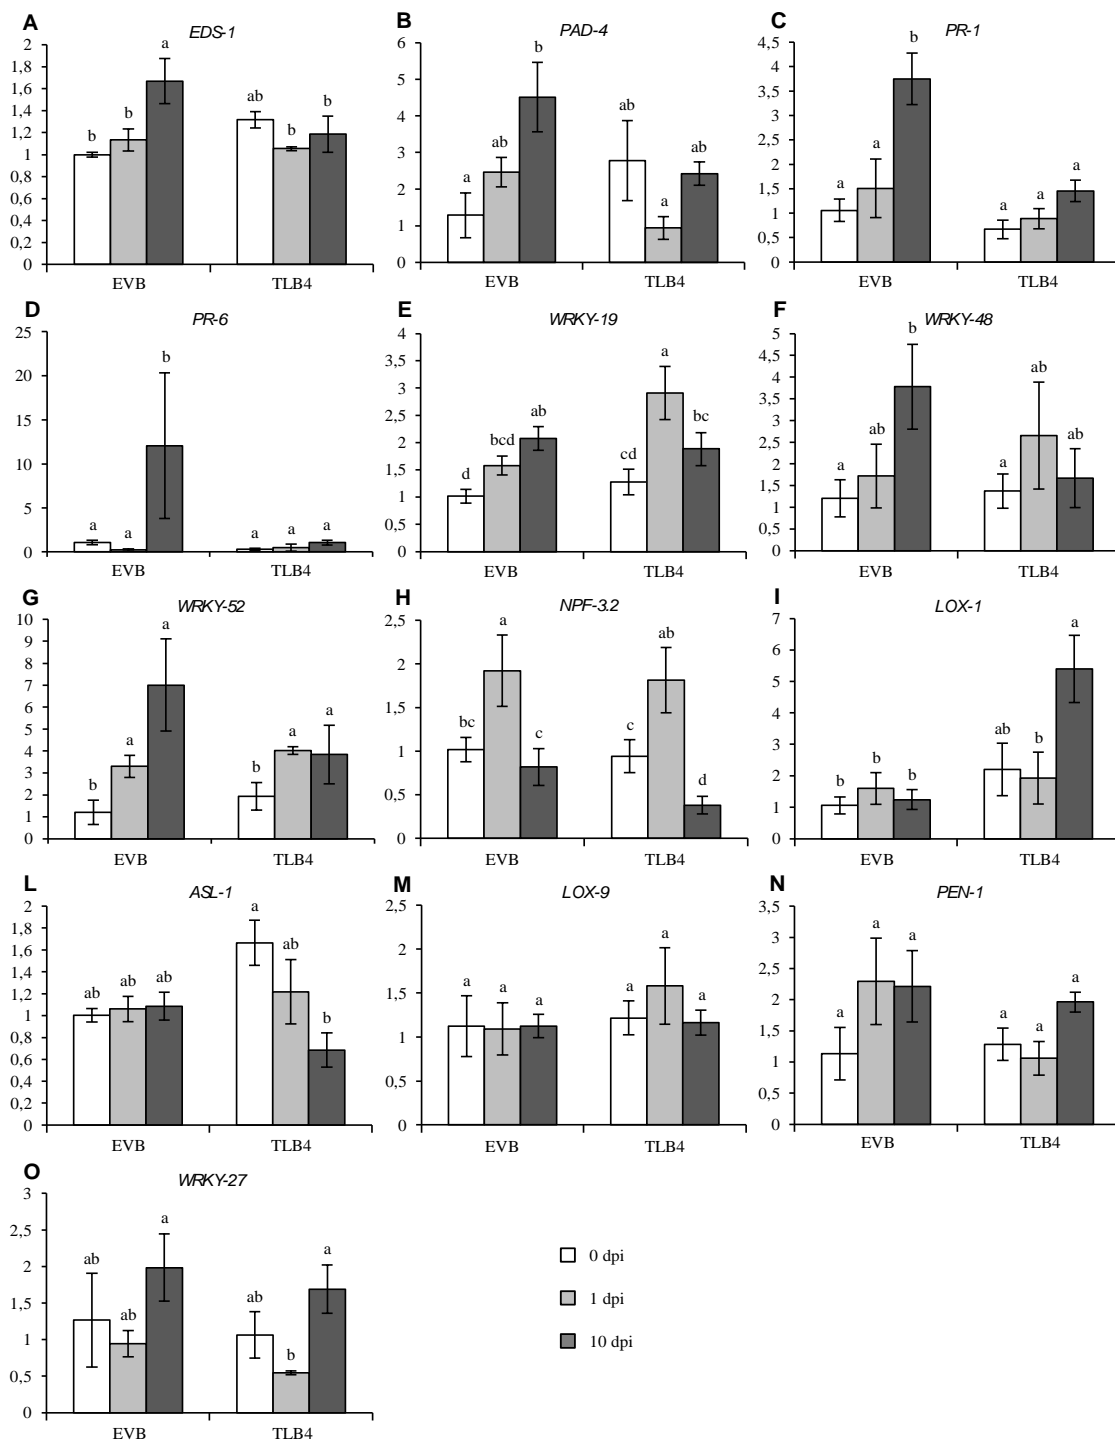 A
EDS-1
2
1,8
1,6
1,4
1,2
1
0,8
0,6
0,4
0,2
0
b
b
a
ab
b
b
EVB
TLB4
B
PAD-4
6
5
4
3
2
1
0
a
ab
b
ab
a
ab
EVB
TLB4
C
PR-1
4,5
4
3,5
3
2,5
2
1,5
1
0,5
0
a
a
b
a
a
a
EVB
TLB4
D
PR-6
25
20
15
10
5
0
a
a
b
a
a
a
EVB
TLB4
E
WRKY-19
4
3,5
3
2,5
2
1,5
1
0,5
0
d
bcd
ab
cd
a
bc
EVB
TLB4
F
WRKY-48
5
4,5
4
3,5
3
2,5
2
1,5
1
0,5
0
a
ab
b
a
ab
ab
EVB
TLB4
G
WRKY-52
10
9
8
7
6
5
4
3
2
1
0
b
a
a
b
a
a
EVB
TLB4
H
NPF-3.2
2,5
2
1,5
1
0,5
0
bc
a
c
c
ab
d
EVB
TLB4
I
LOX-1
7
6
5
4
3
2
1
0
b
b
b
ab
b
a
EVB
TLB4
L
ASL-1
2
1,8
1,6
1,4
1,2
1
0,8
0,6
0,4
0,2
0
ab
ab
ab
a
ab
b
EVB
TLB4
M
LOX-9
2,5
2
1,5
1
0,5
0
a
a
a
a
a
a
EVB
TLB4
N
PEN-1
3,5
3
2,5
2
1,5
1
0,5
0
a
a
a
a
a
a
EVB
TLB4
O
WRKY-27
3
2,5
2
1,5
1
0,5
0
ab
ab
a
ab
b
a
EVB
TLB4
0 dpi
1 dpi
10 dpi